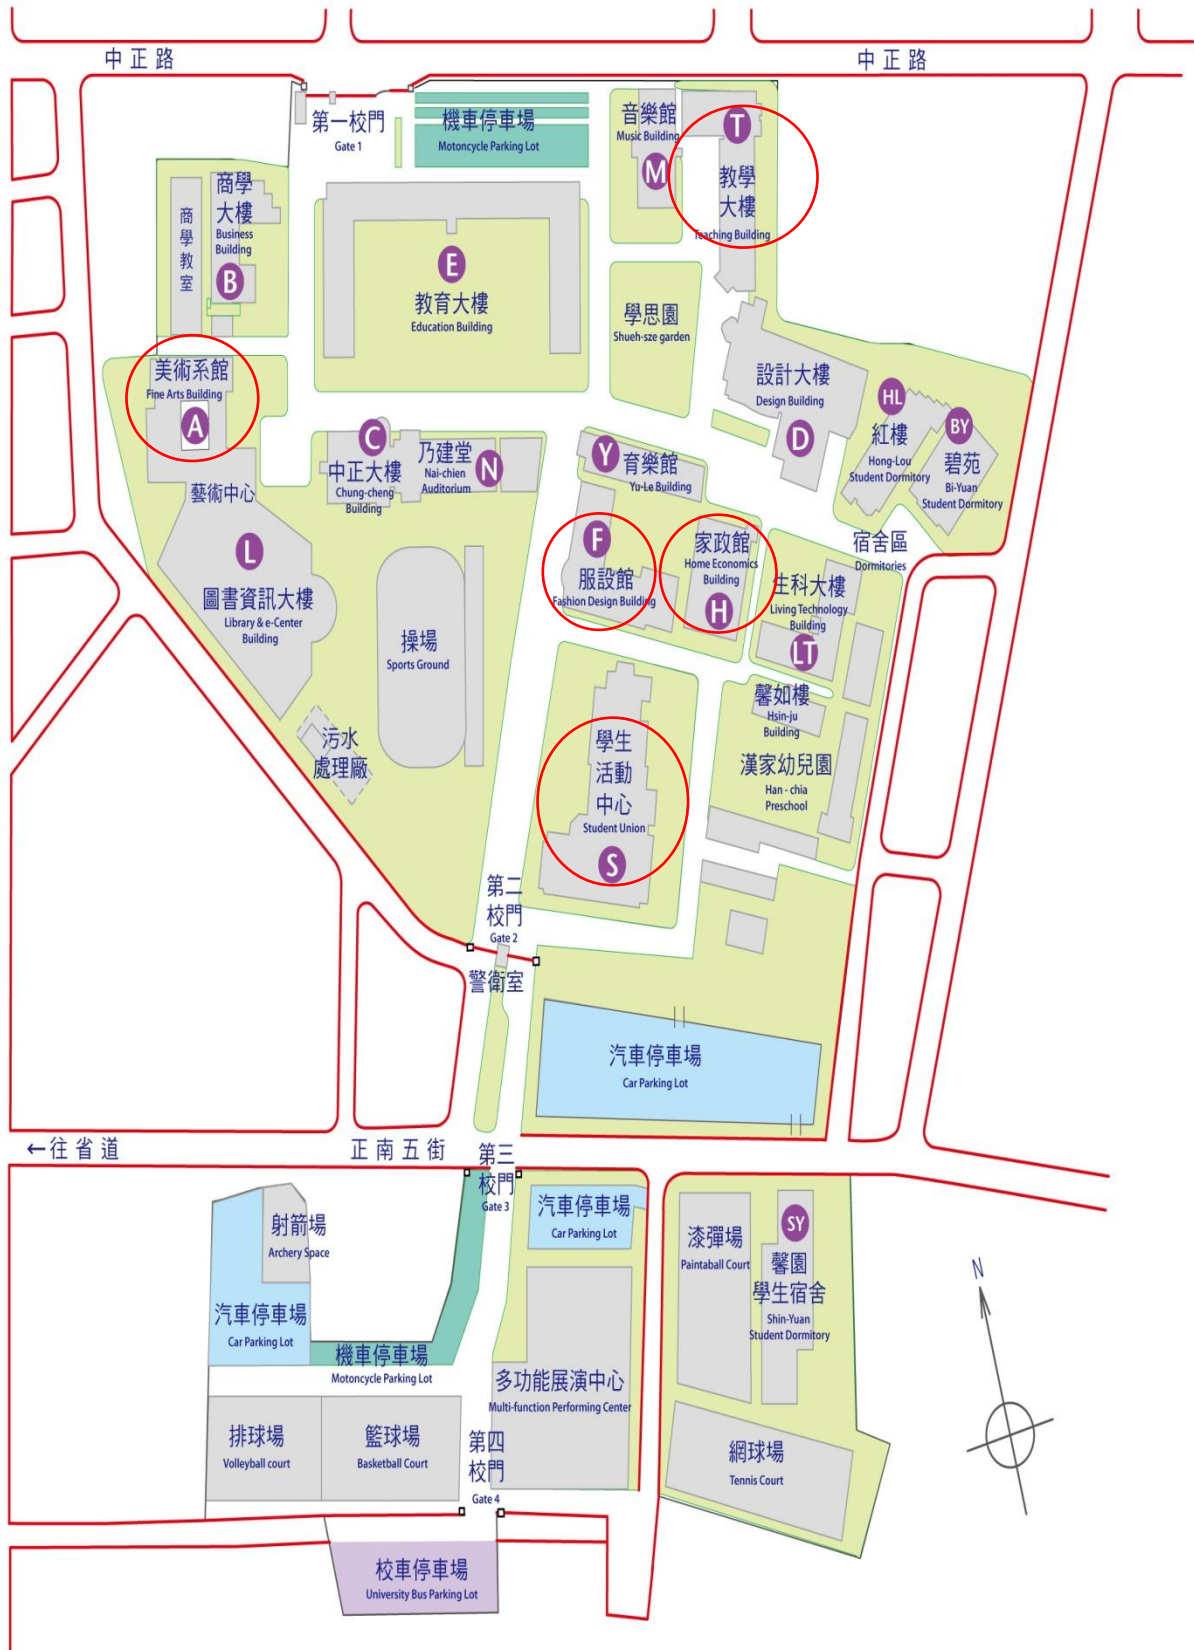 中正路
中正路
第一校門
Gate 1
機車停車場
Motoncycle Parking Lot
音樂館
Music Building
M
T
教學
大樓
Teaching Building
商學
大樓
Business
Building
B
商
學
教
室
E
教育大樓
Education Building
學思園
Shueh-sze garden
美術系館
Fine Arts Building
A
設計大樓
Design Building
D
HL
紅樓
Hong-Lou
Student Dormitory
BY
碧苑
Bi-Yuan
Student Dormitory
C
中正大樓
Chung-cheng
Building
乃建堂
Nai-chien
Auditorium
N
Y
育樂館
Yu-Le Building
藝術中心
L
圖書資訊大樓
Library & e-Center
Building
F
服設館
Fashion Design Building
家政館
Home Economics
Building
H
宿舍區
Dormitories
生科大樓
Living Technology
Building
LT
操場
Sports Ground
馨如樓
Hsin-ju
Building
污水
處理廠
學生
活動
中心
Student Union
S
漢家幼兒園
Han - chia
Preschool
第二
校門
Gate 2
警衛室
汽車停車場
Car Parking Lot
←往省道
正南五街
第三
校門
Gate 3
汽車停車場
Car Parking Lot
射箭場
Archery Space
汽車停車場
Car Parking Lot
漆彈場
Paintaball Court
SY
馨園
學生宿舍
Shin-Yuan
Student Dormitory
N
機車停車場
Motoncycle Parking Lot
多功能展演中心
Multi-function Performing Center
排球場
Volleyball court
籃球場
Basketball Court
第四
校門
Gate 4
網球場
Tennis Court
校車停車場
University Bus Parking Lot